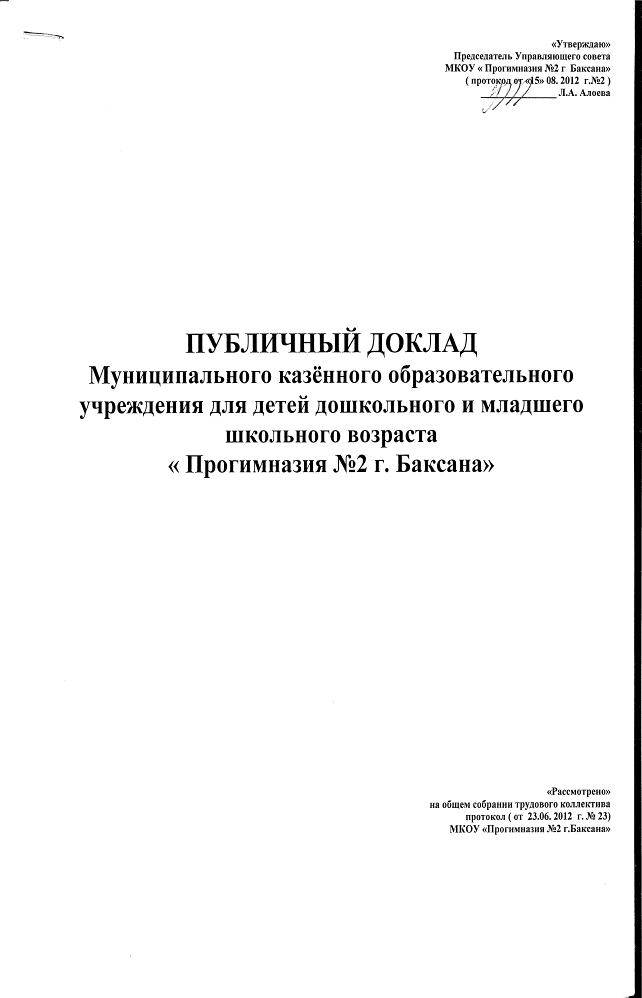 «Утверждаю»
Председатель Управляющего совета
МКОУ « Прогимназия №2 г Баксана»
( протокол от «15» 08. 2012 г.№2 )
Л.А. Алоева
ПУБЛИЧНЫЙ ДОКЛАД
Муниципального казённого образовательного
учреждения для детей дошкольного и младшего
школьного возраста
« Прогимназия №2 г. Баксана»
«Рассмотрено»
на общем собрании трудового коллектива
протокол ( от 23.06. 2012 г. № 23)
МКОУ «Прогимназия №2 г.Баксана»